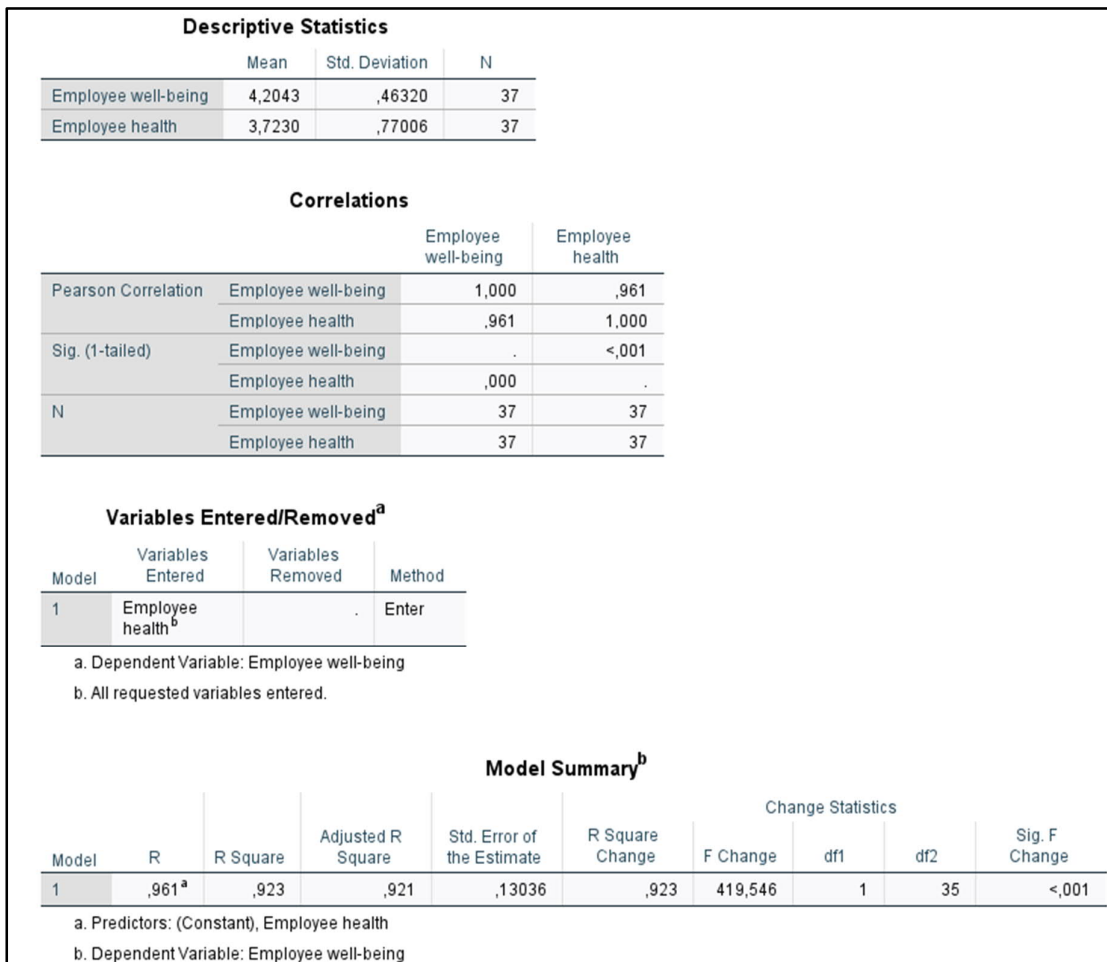 Descriptive Statistics
Mean Std. Deviation N
Employee well-being 4,2043 ,46320 37
Employee health 3,7230 ,77006 37
Correlations
Employee well-being Employee health
Pearson Correlation Employee well-being 1,000 ,961
Employee health ,961 1,000
Sig. (1-tailed) Employee well-being . <,001
Employee health ,000 .
N Employee well-being 37 37
Employee health 37 37
Variables Entered/Removedᵃ
Model Variables Entered Variables Removed Method
1 Employee healthᵇ . Enter
a. Dependent Variable: Employee well-being
b. All requested variables entered.
Model Summaryᵇ
Change Statistics
Model R R Square Adjusted R Square Std. Error of the Estimate R Square Change F Change df1 df2 Sig. F Change
1 ,961ᵃ ,923 ,921 ,13036 ,923 419,546 1 35 <,001
a. Predictors: (Constant), Employee health
b. Dependent Variable: Employee well-being